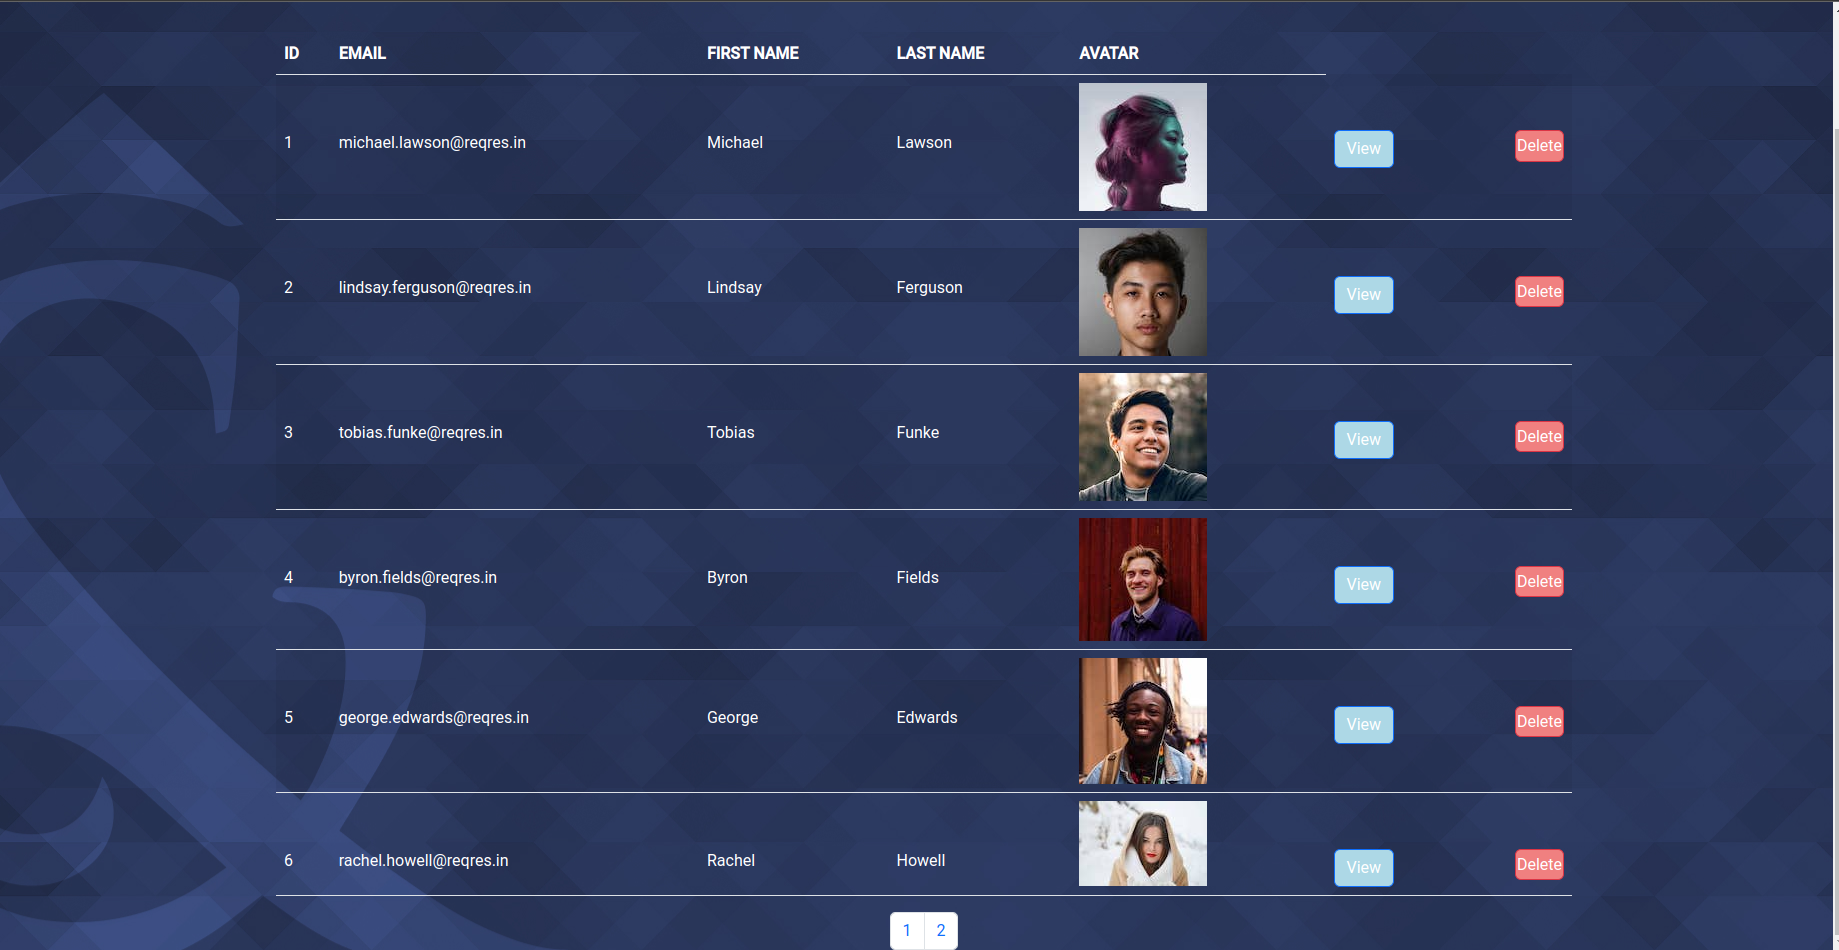 ID EMAIL FIRST NAME LAST NAME AVATAR
1 michael.lawson@reqres.in Michael Lawson View Delete
2 lindsay.ferguson@reqres.in Lindsay Ferguson View Delete
3 tobias.funke@reqres.in Tobias Funke View Delete
4 byron.fields@reqres.in Byron Fields View Delete
5 george.edwards@reqres.in George Edwards View Delete
6 rachel.howell@reqres.in Rachel Howell View Delete
1 2